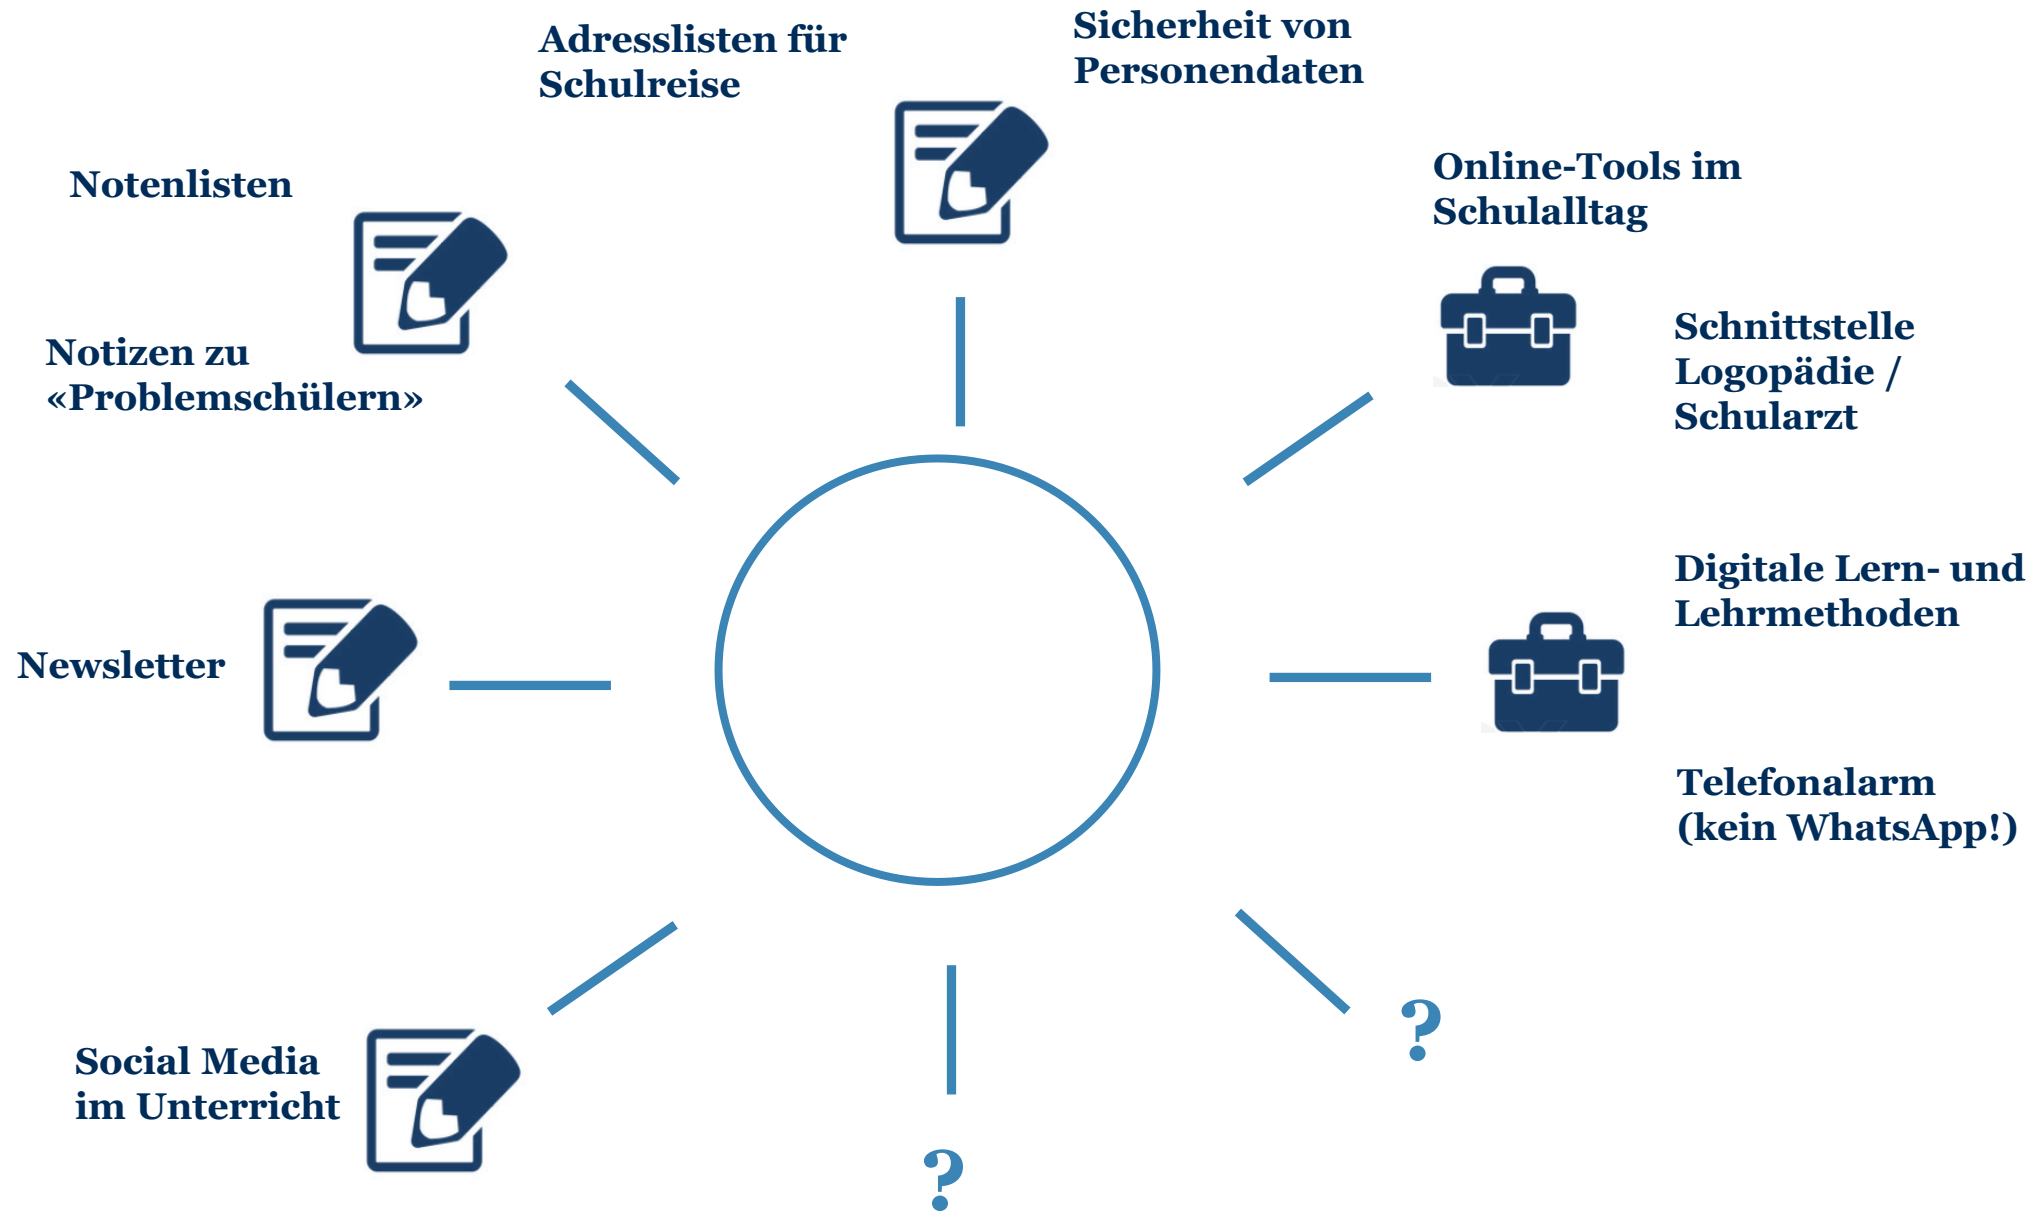 Adresslisten für
Schulreise
Sicherheit von
Personendaten
Notenlisten
Online-Tools im
Schulalltag
Notizen zu
«Problemschülern»
Schnittstelle
Logopädie /
Schularzt
Newsletter
Digitale Lern- und
Lehrmethoden
Telefonalarm
(kein WhatsApp!)
Social Media
im Unterricht
?
?